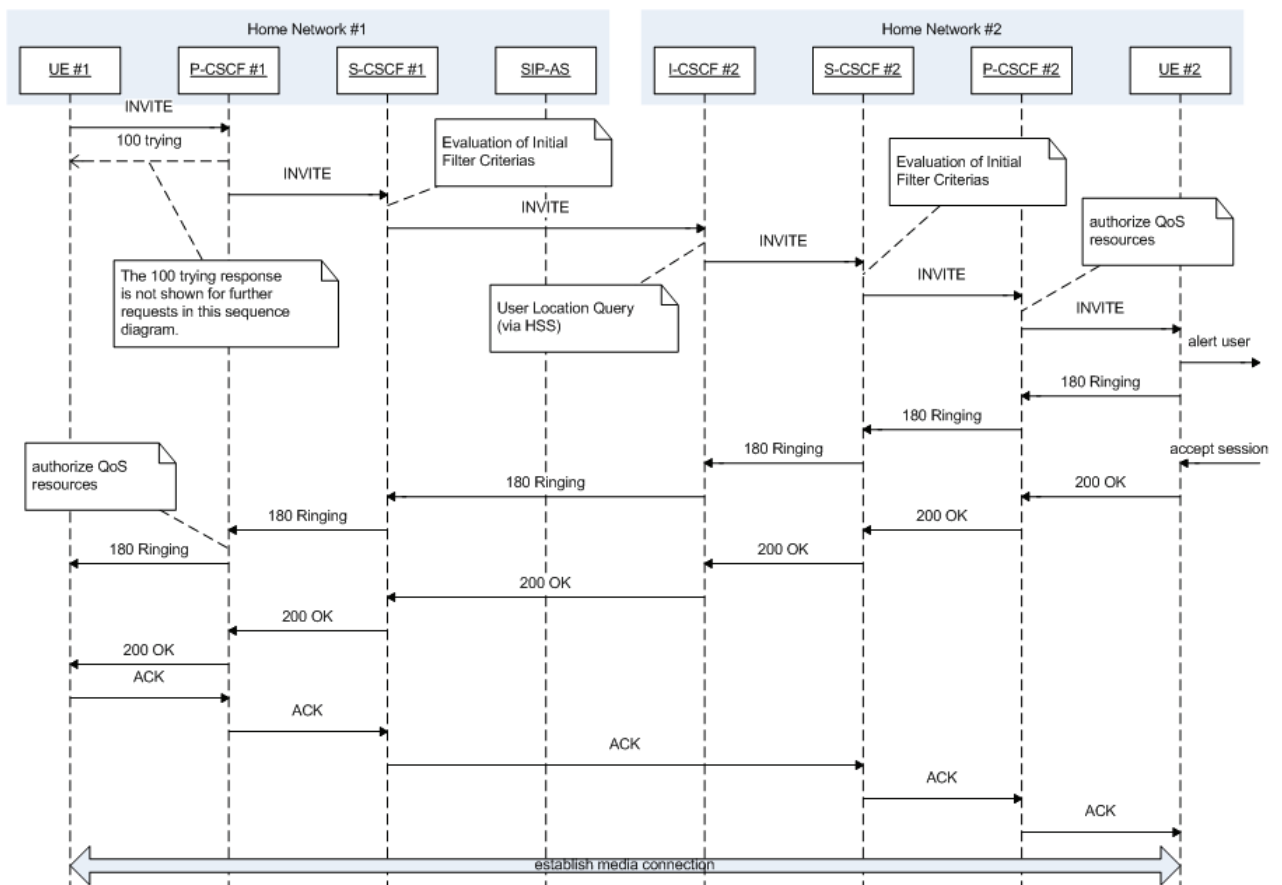 Home Network #1
Home Network #2
UE #1
P-CSCF #1
S-CSCF #1
SIP-AS
I-CSCF #2
S-CSCF #2
P-CSCF #2
UE #2
INVITE
100 trying
Evaluation of Initial
Filter Criterias
INVITE
Evaluation of Initial
Filter Criterias
INVITE
authorize QoS
resources
INVITE
The 100 trying response
is not shown for further
requests in this sequence
diagram.
INVITE
User Location Query
(via HSS)
INVITE
alert user
180 Ringing
180 Ringing
180 Ringing
accept session
authorize QoS
resources
180 Ringing
200 OK
180 Ringing
200 OK
180 Ringing
200 OK
200 OK
200 OK
200 OK
ACK
ACK
ACK
ACK
ACK
establish media connection